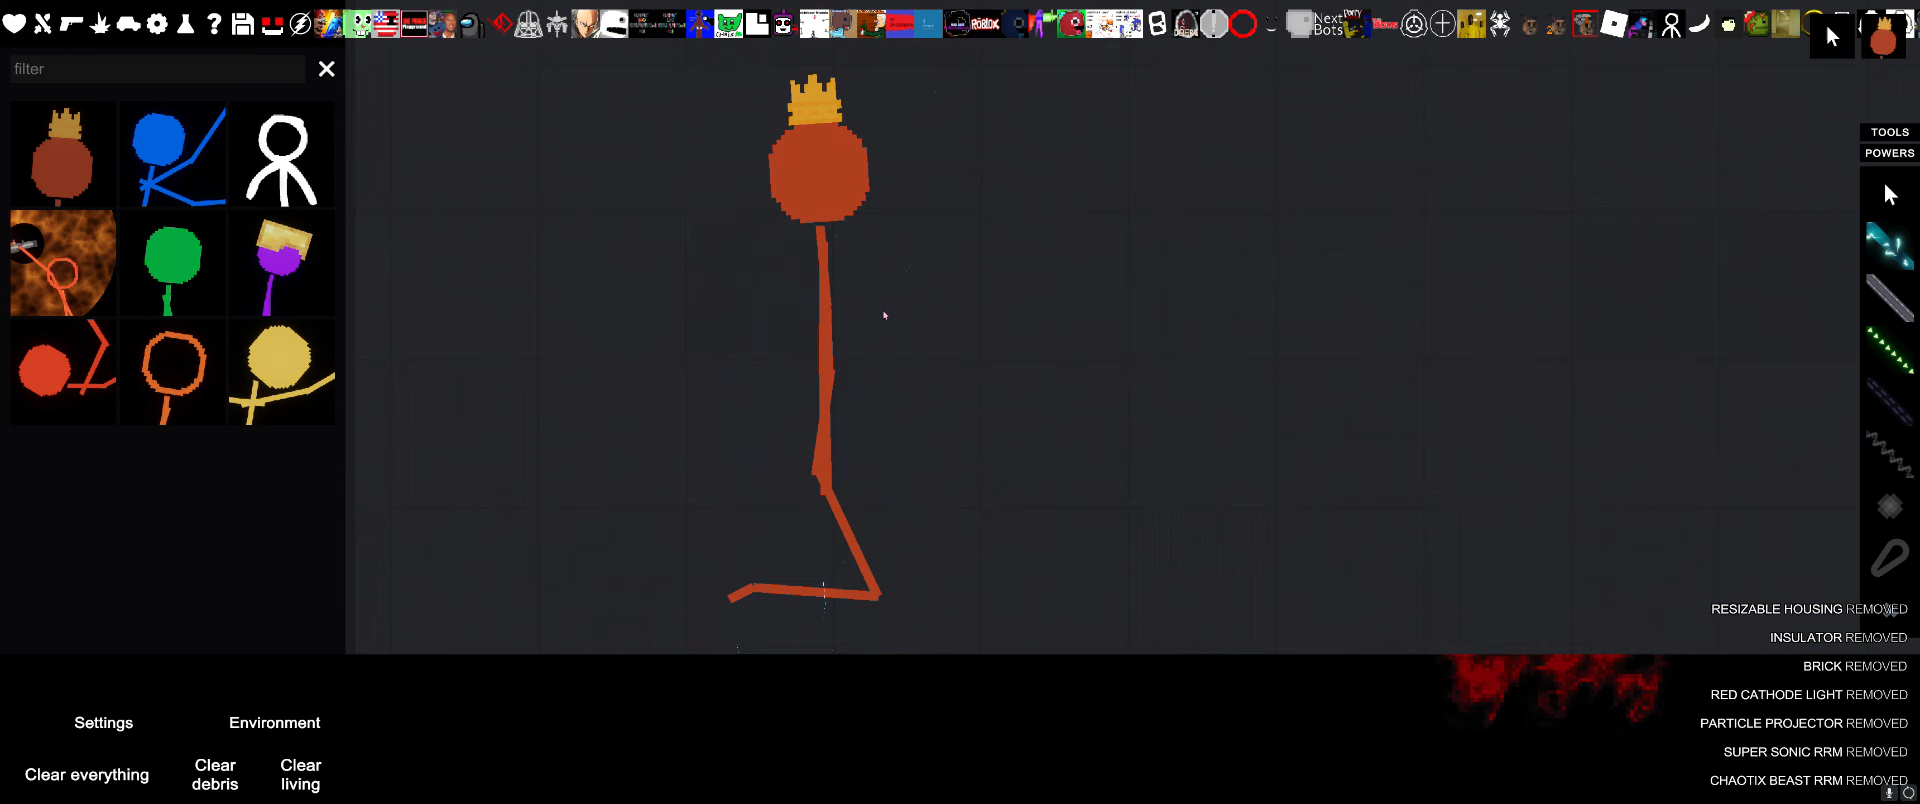 Next
Bots
ROBLOX
filter
TOOLS
POWERS
RESIZABLE HOUSING REMOVED
INSULATOR REMOVED
BRICK REMOVED
RED CATHODE LIGHT REMOVED
PARTICLE PROJECTOR REMOVED
SUPER SONIC RRM REMOVED
CHAOTIX BEAST RRM REMOVED
Settings
Environment
Clear everything
Clear
debris
Clear
living